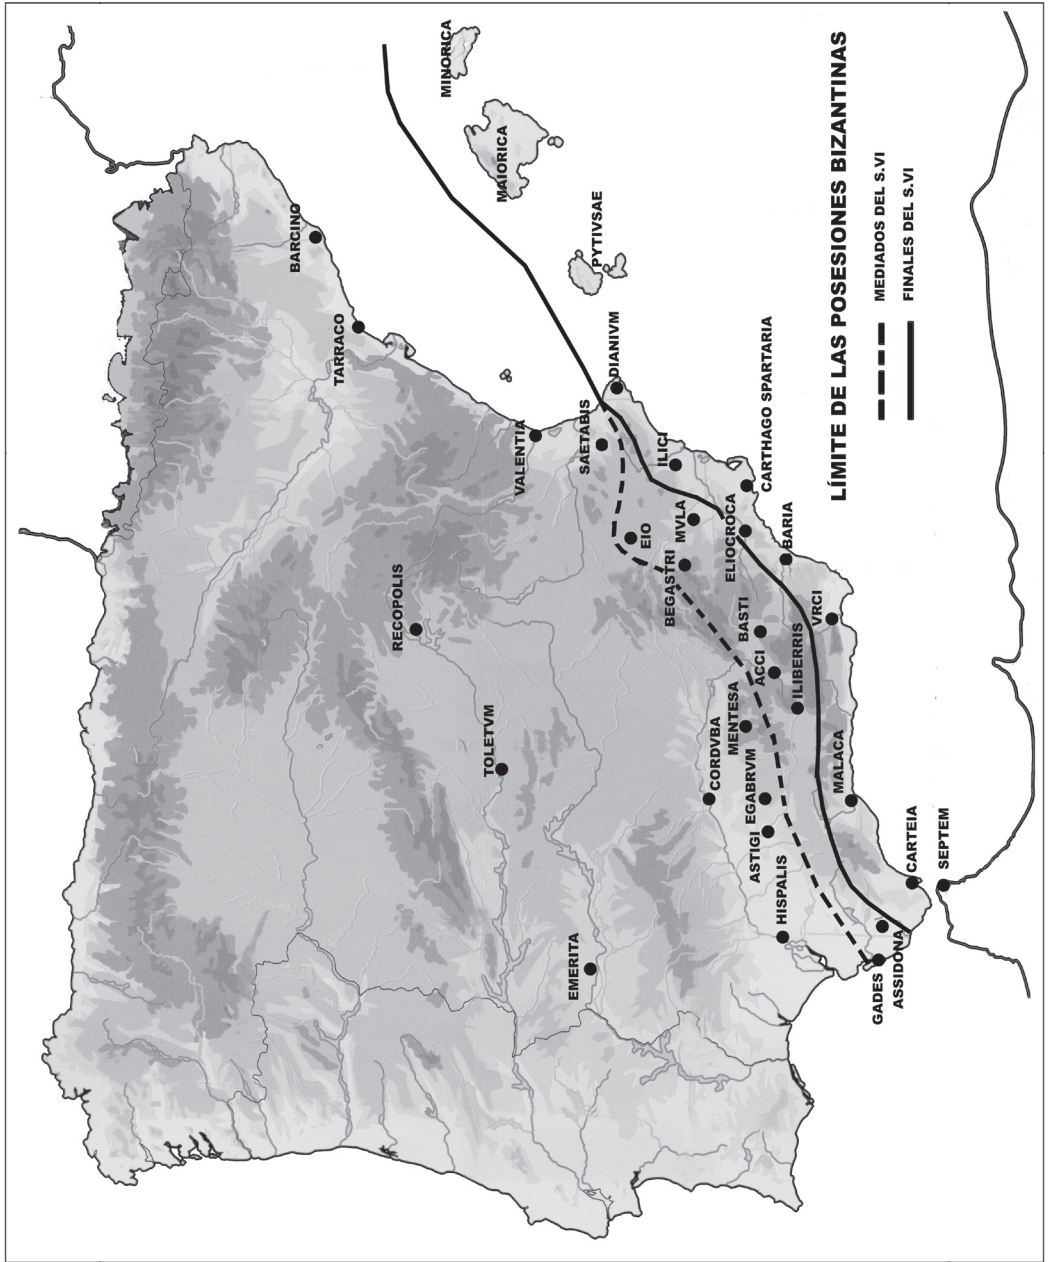 MINORICA
MAIORICA
PYTIVSAE
BARCINO
TARRACO
DIANIVM
VALENTIA
SAETABIS
ILICI
CARTHAGO SPARTARIA
EIO
MVLA
ELIOCROCA
BARIA
BEGASTRI
RECOPOLIS
BASTI
VRCI
ACCI
ILIBERRIS
MENTESA
TOLETVM
CORDVBA
EGABRVM
MALACA
ASTIGI
CARTEIA
SEPTEM
HISPALIS
EMERITA
GADES
ASSIDONA
LÍMITE DE LAS POSESIONES BIZANTINAS
MEDIADOS DEL S.VI
FINALES DEL S.VI